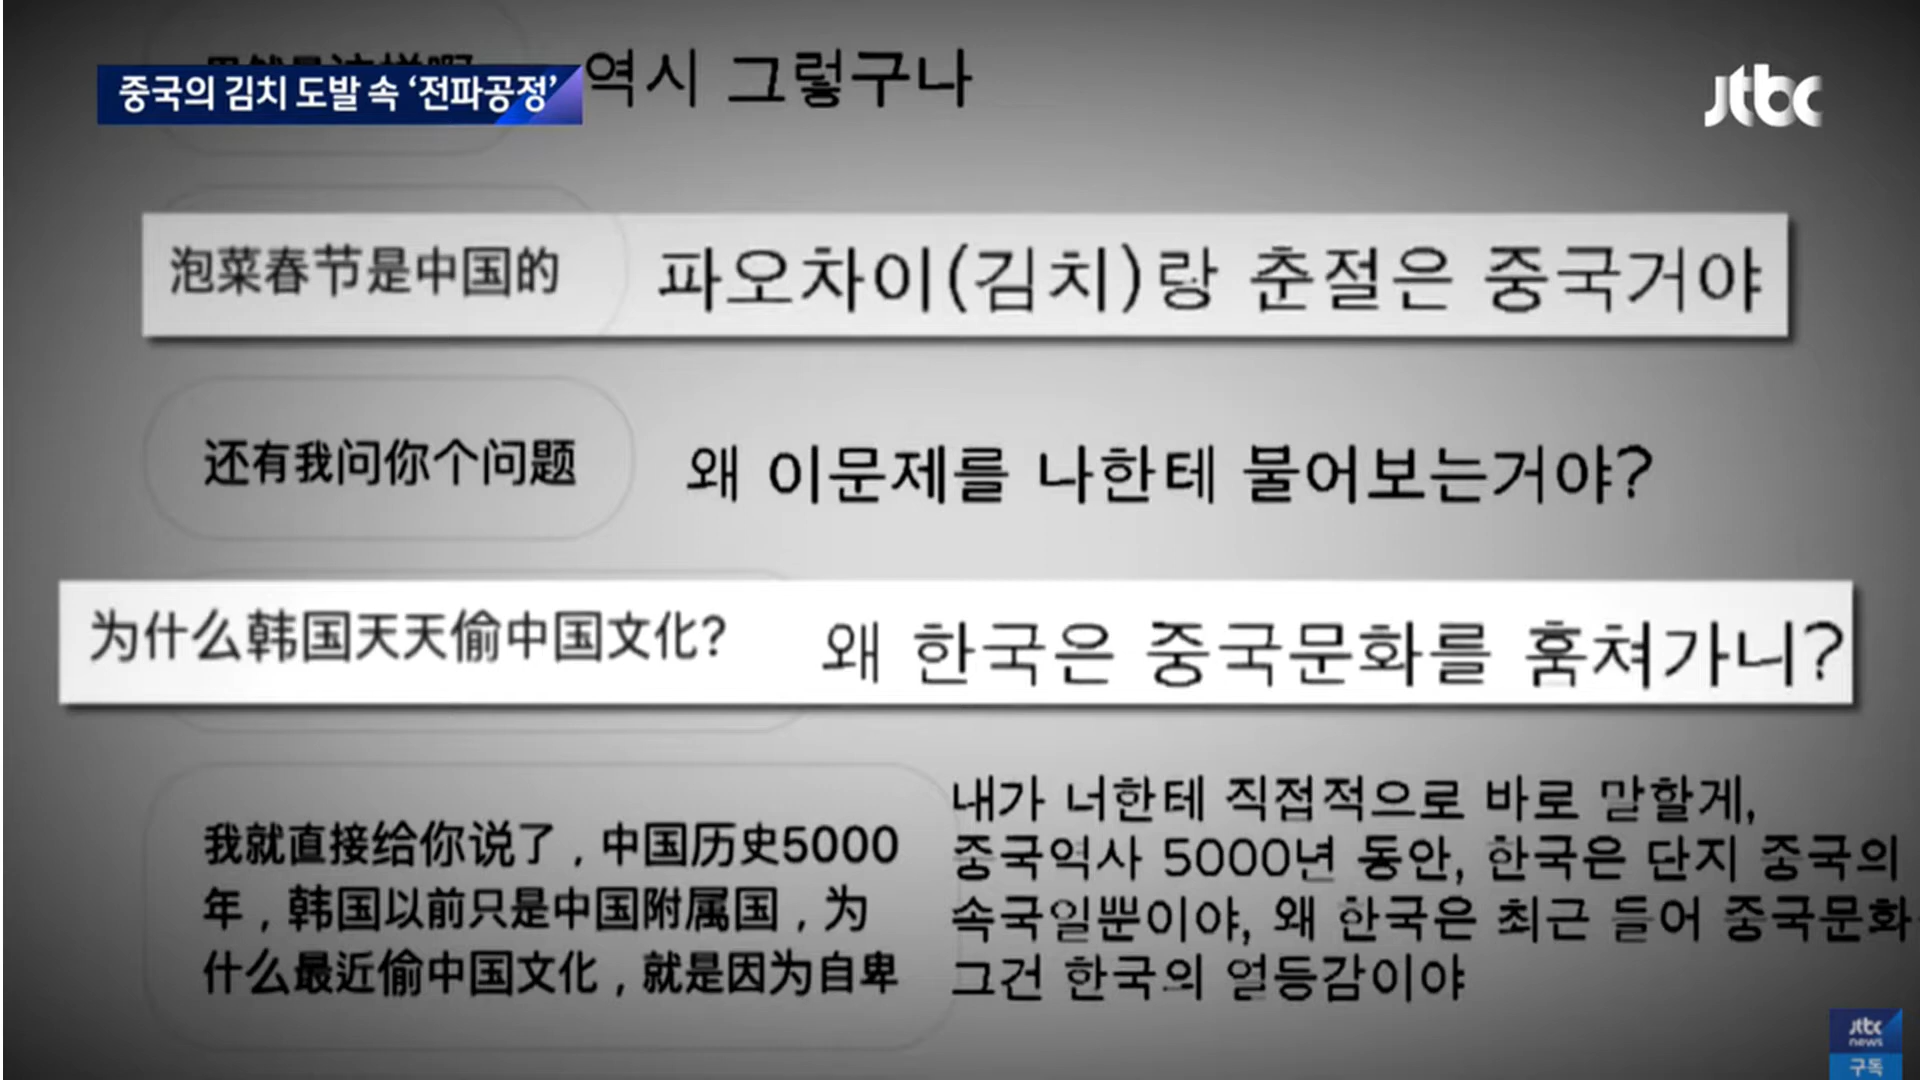 역시 그렇구나
중국의 김치 도발 속 ‘전파공정’
jtbc
泡菜春节是中国的 파오차이(김치)랑 춘절은 중국거야
还有我问你个问题 왜 이문제를 나한테 물어보는거야?
为什么韩国天天偷中国文化? 왜 한국은 중국문화를 훔쳐가니?
我就直接给你说了,中国历史5000
年,韩国以前只是中国附属国,为
什么最近偷中国文化,就是因为自卑
내가 너한테 직접적으로 바로 말할게,
중국역사 5000년 동안, 한국은 단지 중국의
속국일뿐이야, 왜 한국은 최근 들어 중국문화
그건 한국의 열등감이야
jtbc
news
구독